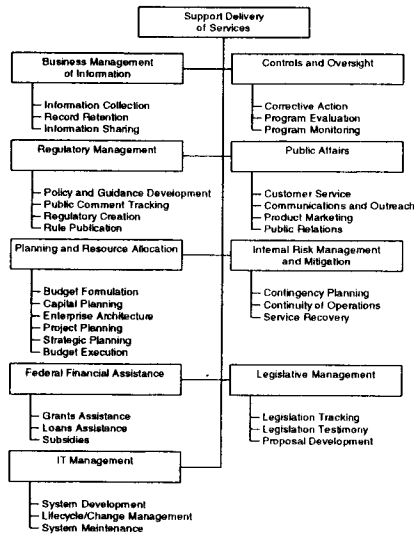 Support Delivery
of Services
Business Management
of Information
Information Collection
Record Retention
Information Sharing
Controls and Oversight
Corrective Action
Program Evaluation
Program Monitoring
Regulatory Management
Policy and Guidance Development
Public Comment Tracking
Regulatory Creation
Rule Publication
Public Affairs
Customer Service
Communications and Outreach
Product Marketing
Public Relations
Planning and Resource Allocation
Budget Formulation
Capital Planning
Enterprise Architecture
Project Planning
Strategic Planning
Budget Execution
Internal Risk Management
and Mitigation
Contingency Planning
Continuity of Operations
Service Recovery
Federal Financial Assistance
Grants Assistance
Loans Assistance
Subsidies
Legislative Management
Legislation Tracking
Legislation Testimony
Proposal Development
IT Management
System Development
Lifecycle/Change Management
System Maintenance